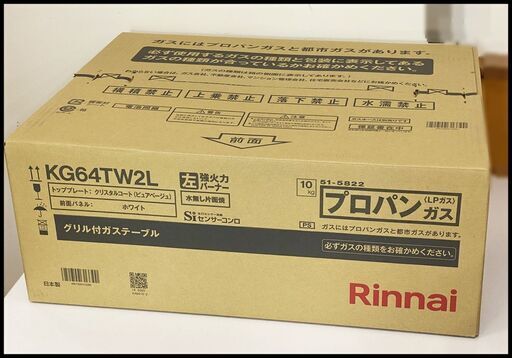 ガスにはプロパンガスと都市ガスがあります。
必ず使用するガスの種類と包装に表示してある
ガスの種類が合っているかお確かめください。
横積禁止
上乗禁止
落下禁止
水濡禁止
前面
KG64TW2L
トッププレート: クリスタルコート(ピュアベージュ)
前面パネル: ホワイト
左
強火力
バーナー
水無し片面焼
Siセンサーコンロ
グリル付ガステーブル
日本製
10kg
51-5822
プロパンガス
(LPガス)
PS
ガスにはプロパンガスと都市ガスがあります。
必ずガスの種類をお確かめください。
Rinnai